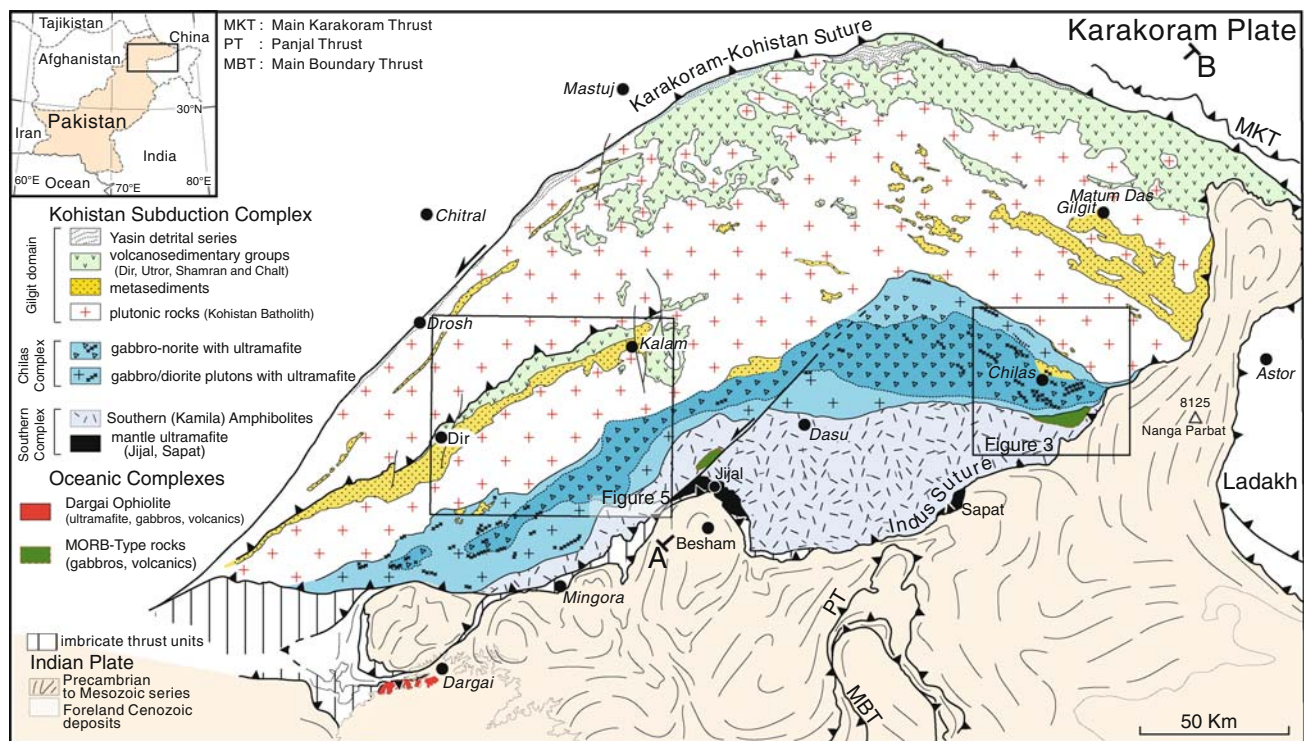 Tajikistan
China
Afghanistan
30°N
Pakistan
Iran
India
60°E
Ocean
70°E
80°E
MKT : Main Karakoram Thrust
PT : Panjal Thrust
MBT : Main Boundary Thrust
Karakoram Plate
B
Karakoram-Kohistan Suture
Mastuj
MKT
Chitral
Matum Das
Gilgit
Kohistan Subduction Complex
Gilgit domain
Yasin detrital series
volcanosedimentary groups
(Dir, Utror, Shamran and Chalt)
metasediments
plutonic rocks (Kohistan Batholith)
Chilas
Complex
gabbro-norite with ultramafite
gabbro/diorite plutons with ultramafite
Southern
Complex
Southern (Kamila) Amphibolites
mantle ultramafite
(Jijal, Sapat)
Oceanic Complexes
Dargai Ophiolite
(ultramafite, gabbros, volcanics)
MORB-Type rocks
(gabbros, volcanics)
Drosh
Kalam
Chilas
Astor
8125
Nanga Parbat
Dir
Dasu
Figure 3
Jijal
Figure 5
Indus Suture
Sapat
Ladakh
A
Besham
Mingora
PT
MBT
Dargai
imbricate thrust units
Indian Plate
Precambrian
to Mesozoic series
Foreland Cenozoic
deposits
50 Km